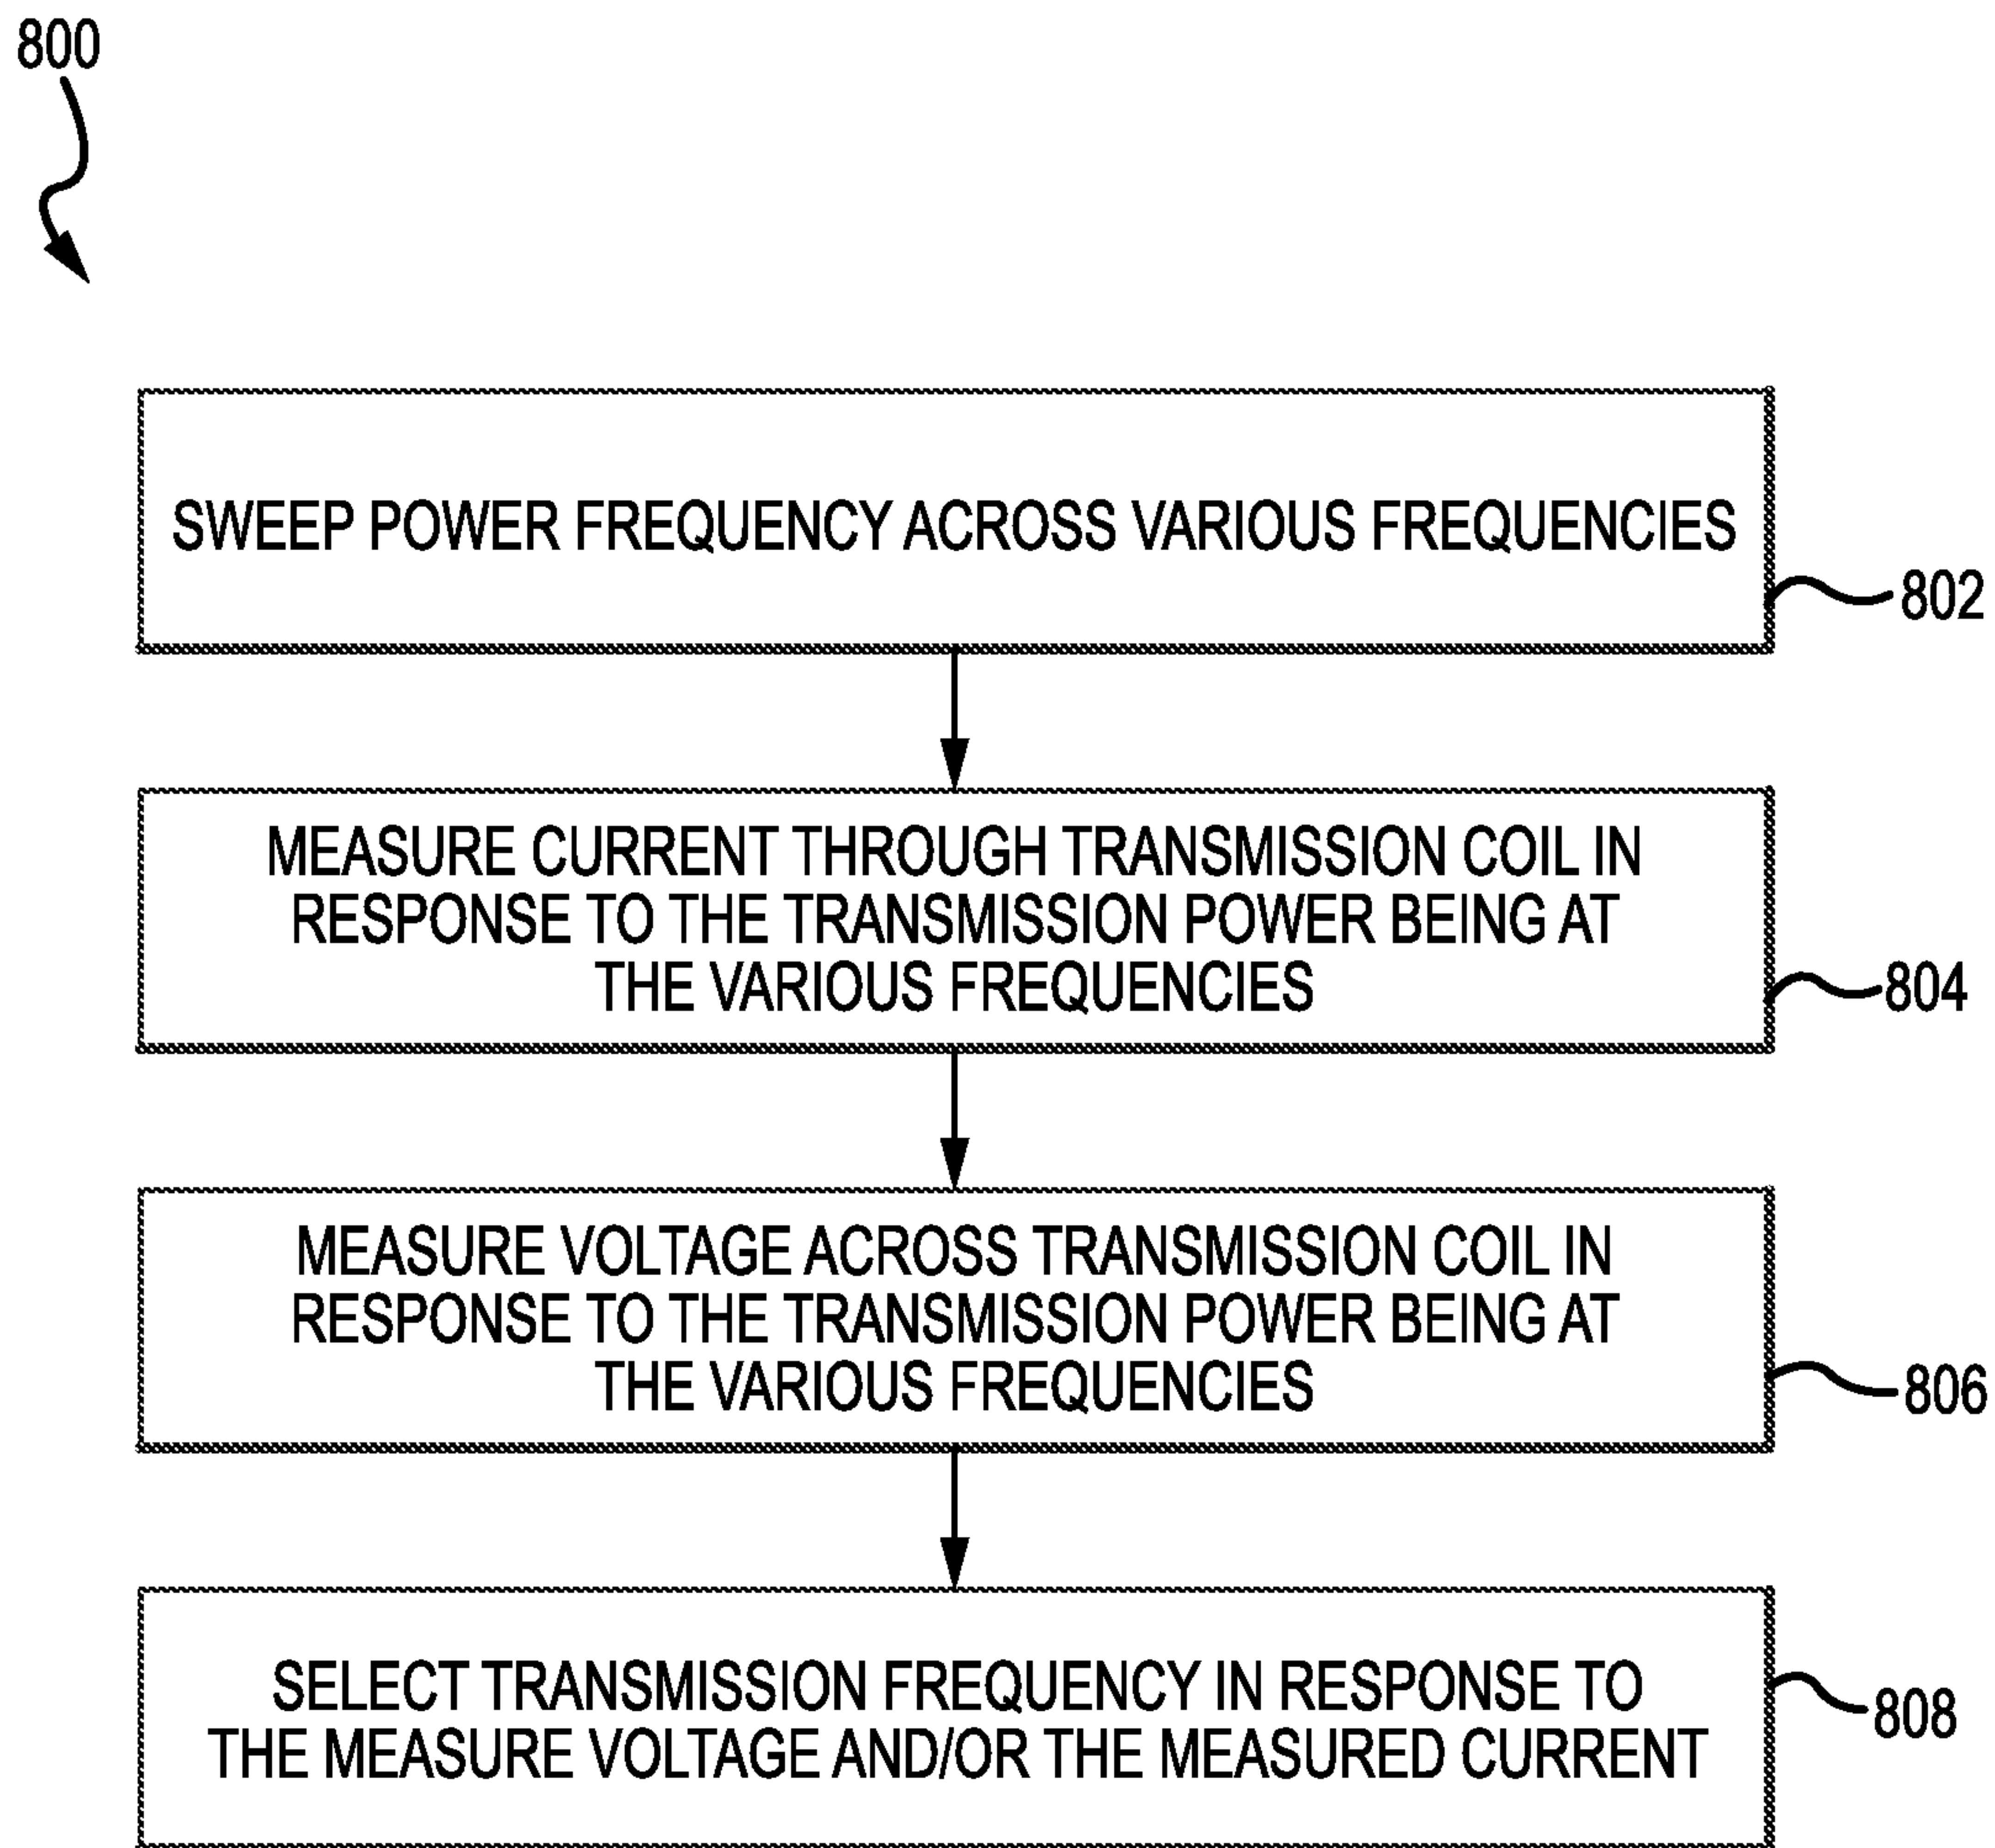 800
SWEEP POWER FREQUENCY ACROSS VARIOUS FREQUENCIES
802
MEASURE CURRENT THROUGH TRANSMISSION COIL IN
RESPONSE TO THE TRANSMISSION POWER BEING AT
THE VARIOUS FREQUENCIES
804
MEASURE VOLTAGE ACROSS TRANSMISSION COIL IN
RESPONSE TO THE TRANSMISSION POWER BEING AT
THE VARIOUS FREQUENCIES
806
SELECT TRANSMISSION FREQUENCY IN RESPONSE TO
THE MEASURE VOLTAGE AND/OR THE MEASURED CURRENT
808